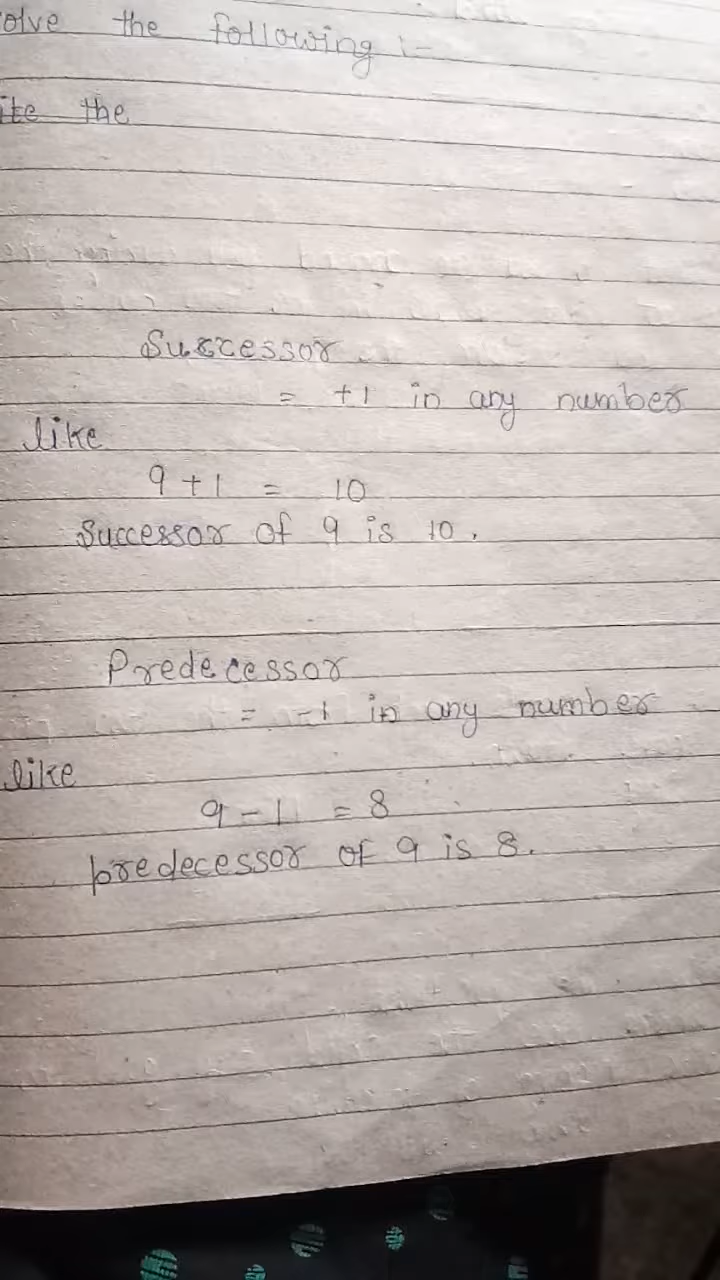 olve the following :-
ite the
Successor
= +1 in any number
like
9 + 1 = 10
Successor of 9 is 10.
Predecessor
= -1 in any number
like
9 - 1 = 8
predecessor of 9 is 8.